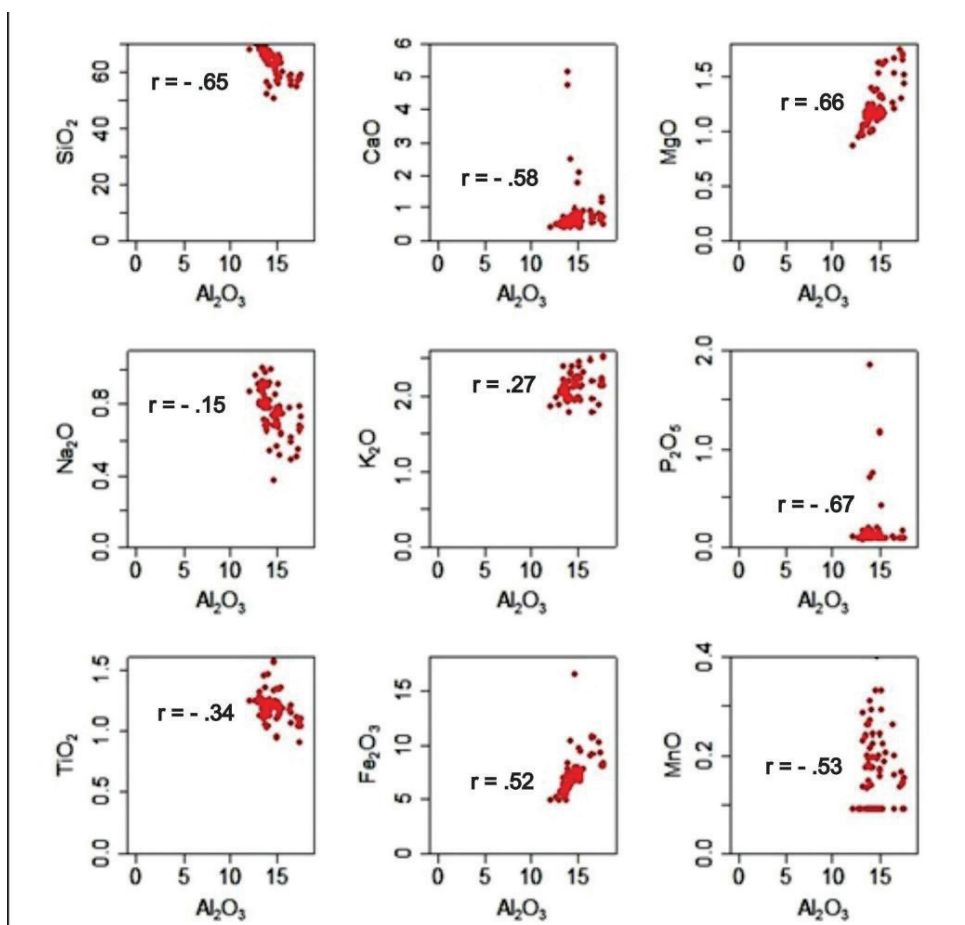 SiO₂
0 20 40 60
r = - .65
0 5 10 15
Al₂O₃
CaO
0 1 2 3 4 5 6
r = - .58
0 5 10 15
Al₂O₃
MgO
0.0 0.5 1.0 1.5
r = .66
0 5 10 15
Al₂O₃
Na₂O
0.0 0.4 0.8
r = - .15
0 5 10 15
Al₂O₃
K₂O
0.0 1.0 2.0
r = .27
0 5 10 15
Al₂O₃
P₂O₅
0.0 1.0 2.0
r = - .67
0 5 10 15
Al₂O₃
TiO₂
0.0 0.5 1.0 1.5
r = - .34
0 5 10 15
Al₂O₃
Fe₂O₃
0 5 10 15
r = .52
0 5 10 15
Al₂O₃
MnO
0.0 0.2 0.4
r = - .53
0 5 10 15
Al₂O₃